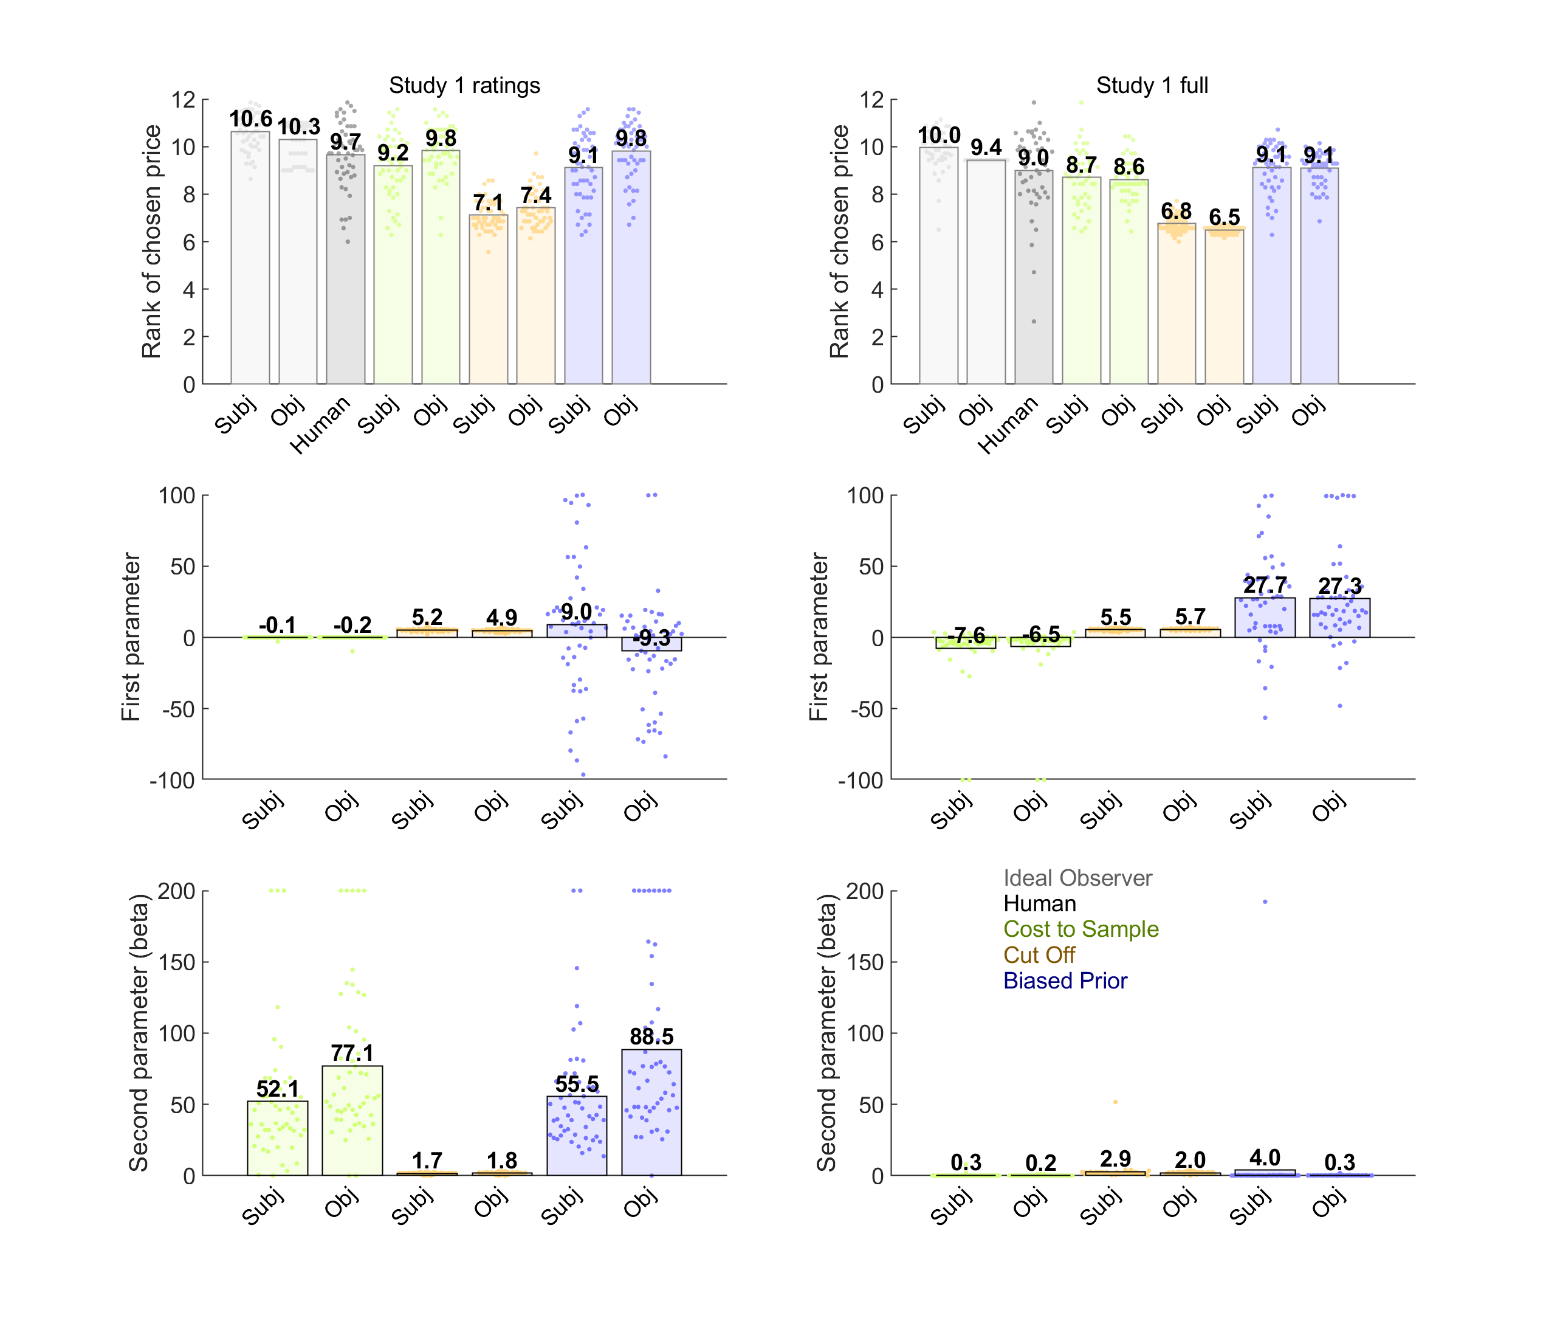 Study 1 ratings
Rank of chosen price
12
10
8
6
4
2
0
10.6 10.3 9.7 9.2 9.8 7.1 7.4 9.1 9.8
Subj Obj Human Subj Obj Subj Obj Subj Obj
Study 1 full
Rank of chosen price
12
10
8
6
4
2
0
10.0 9.4 9.0 8.7 8.6 6.8 6.5 9.1 9.1
Subj Obj Human Subj Obj Subj Obj Subj Obj
First parameter
100
50
0
-50
-100
-0.1 -0.2 5.2 4.9 9.0 -9.3
Subj Obj Subj Obj Subj Obj
First parameter
100
50
0
-50
-100
-7.6 -6.5 5.5 5.7 27.7 27.3
Subj Obj Subj Obj Subj Obj
Second parameter (beta)
200
150
100
50
0
52.1 77.1 1.7 1.8 55.5 88.5
Subj Obj Subj Obj Subj Obj
Second parameter (beta)
200
150
100
50
0
Ideal Observer
Human
Cost to Sample
Cut Off
Biased Prior
0.3 0.2 2.9 2.0 4.0 0.3
Subj Obj Subj Obj Subj Obj